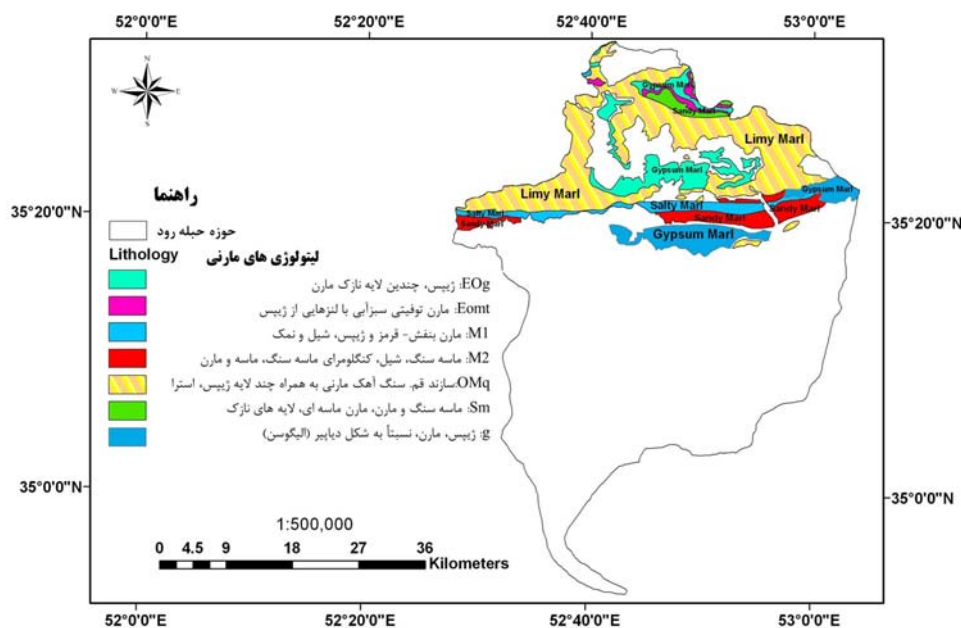 52°0'0"E 52°20'0"E 52°40'0"E 53°0'0"E
N
W E
S
Gypsum Marl
Sandy Marl
Limy Marl
Gypsum Marl
Gypsum Marl
Limy Marl
Salty Marl
Salty Marl
Sandy Marl
Sandy Marl
Sandy Marl
Gypsum Marl
35°20'0"N
35°20'0"N
راهنما
حوزه حبله رود
Lithology لیتولوژی های مارنی
EOg: ژیپس، چندین لایه نازک مارن
Eomt: مارن توفیتی سبزآبی با لنزهایی از ژیپس
M1: مارن بنفش- قرمز و ژیپس، شیل و نمک
M2: ماسه سنگ، شیل، کنگلومرای ماسه سنگ، ماسه و مارن
OMq:سازند قم. سنگ آهک مارنی به همراه چند لایه ژیپس، استرا
Sm: ماسه سنگ و مارن، مارن ماسه ای، لایه های نازک
g: ژیپس، مارن، نسبتأ به شکل دیاپیر (الیگوسن)
35°0'0"N
35°0'0"N
1:500,000
0 4.5 9 18 27 36
Kilometers
52°0'0"E 52°20'0"E 52°40'0"E 53°0'0"E